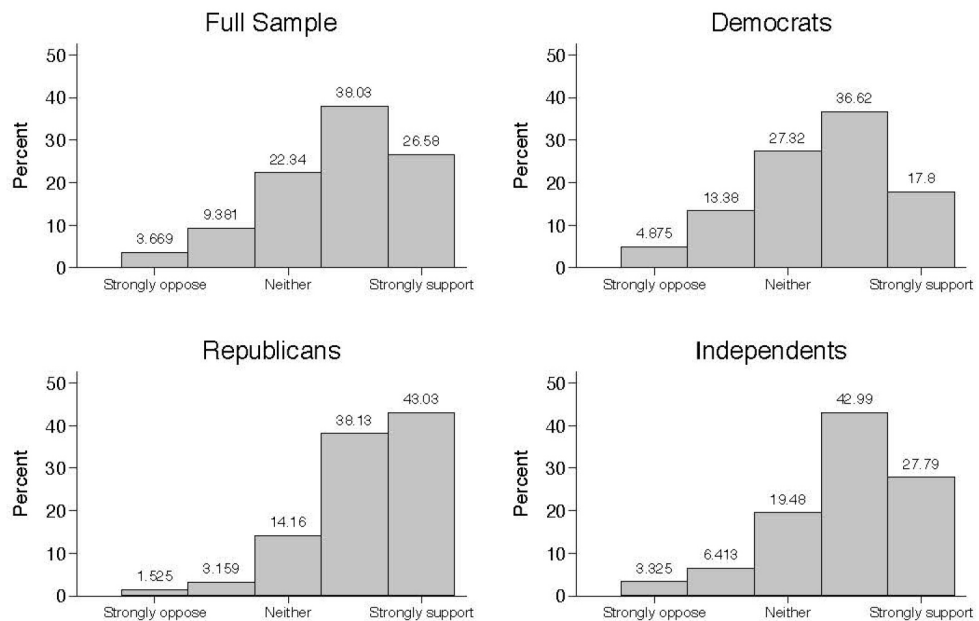 Full Sample
Percent
50
40
30
20
10
0
3.669
9.381
22.34
38.03
26.58
Strongly oppose
Neither
Strongly support
Democrats
Percent
50
40
30
20
10
0
4.875
13.38
27.32
36.62
17.8
Strongly oppose
Neither
Strongly support
Republicans
Percent
50
40
30
20
10
0
1.525
3.159
14.16
38.13
43.03
Strongly oppose
Neither
Strongly support
Independents
Percent
50
40
30
20
10
0
3.325
6.413
19.48
42.99
27.79
Strongly oppose
Neither
Strongly support